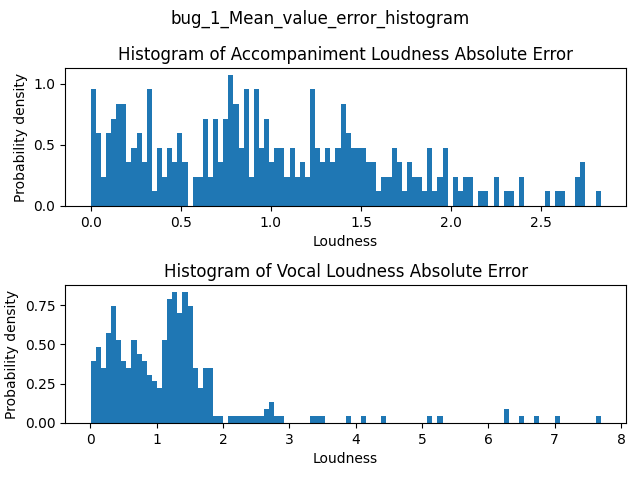 bug_1_Mean_value_error_histogram
Histogram of Accompaniment Loudness Absolute Error
Probability density
1.0
0.5
0.0
0.0 0.5 1.0 1.5 2.0 2.5
Loudness
Histogram of Vocal Loudness Absolute Error
Probability density
0.75
0.50
0.25
0.00
0 1 2 3 4 5 6 7 8
Loudness